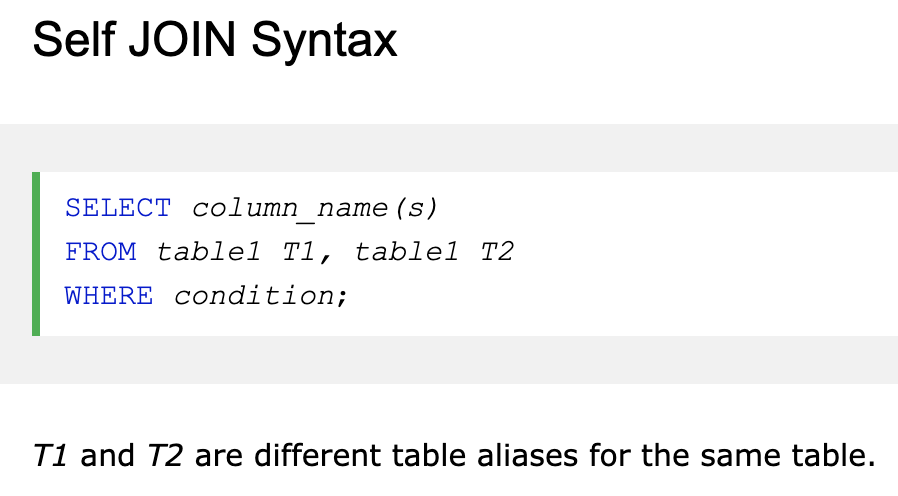 Self JOIN Syntax
SELECT column_name(s)
FROM table1 T1, table1 T2
WHERE condition;
T1 and T2 are different table aliases for the same table.